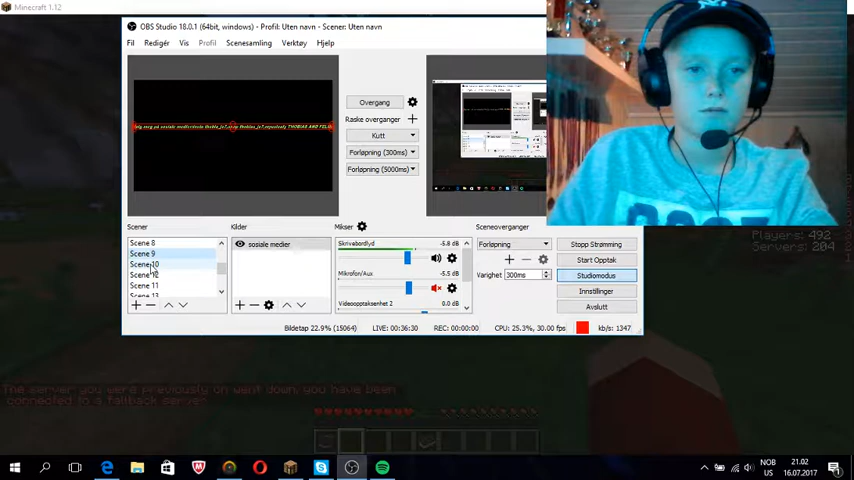 Minecraft 1.12
OBS Studio 18.0.1 (64bit, windows) - Profil: Uten navn - Scener: Uten navn
Fil Redigér Vis Profil Scenesamling Verktøy Hjelp
Overgang
Raske overganger
Kutt
Forløpning (300ms)
Forløpning (5000ms)
Players: 492
Servers: 204
Scener Kilder Mikser Sceneoverganger
Scene 8
Scene 9
Scene 10
Scene 12
Scene 11
Scene 13
sosiale medier
Skrivebordlyd -5.8 dB
Mikrofon/Aux -5.5 dB
Videoopptaksenhet 2 0.0 dB
Forløpning
Varighet 300ms
Stopp Strømming
Start Opptak
Studiomodus
Innstillinger
Avslutt
Bildetap 22.9% (15064) LIVE: 00:36:30 REC: 00:00:00 CPU: 25.3%, 30.00 fps kb/s: 1347
The server you were previously on went down, you have been
connected to a fallback server
NOB
US
21.02
16.07.2017